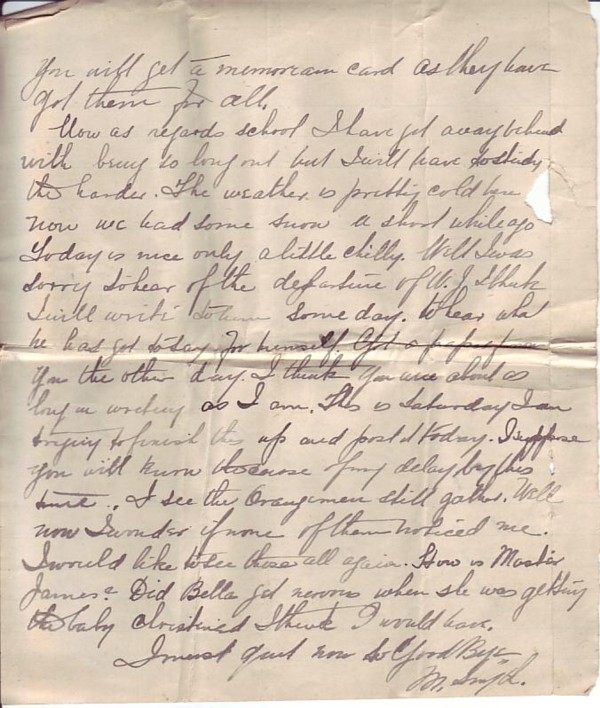 You will get a memoream card as they have
got them for all.
Now as regards school I have got away behind
with being so long out but I will have to study
the harder. The weather is pretty cold here
now we had some snow a short while ago
Today is nice only a little chilly. Well I was
sorry to hear of the departure of W. J. I think
I will write to him some day. to hear what
he has got to say for himself. Got a paper from
you the other day. I think you are about as
long in writing as I am. This is Saturday I am
trying to finish this up and post it today. I suppose
you will know the cause of my delay by this
time. I see the Orangemen still gather. Well
now I wonder if none of them noticed me.
I would like to see them all again. How is Master
James? Did Bella get nervous when she was getting
the baby christined I think I would have.
I must quit now so Good Bye
M.